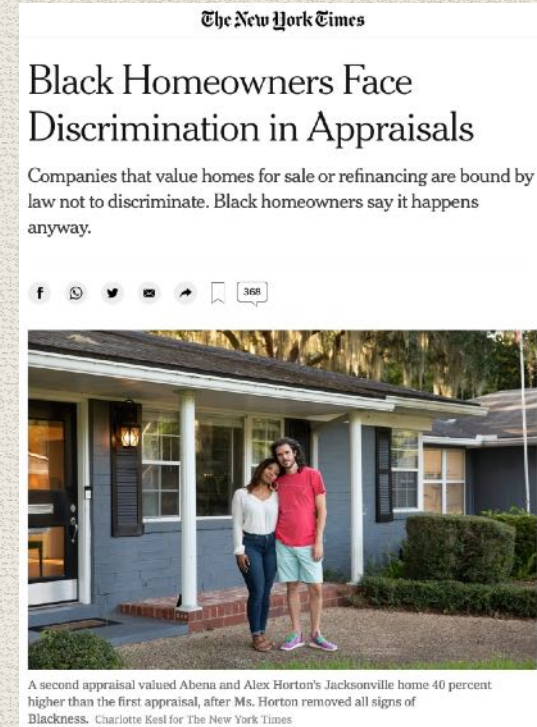 The New York Times
Black Homeowners Face
Discrimination in Appraisals
Companies that value homes for sale or refinancing are bound by
law not to discriminate. Black homeowners say it happens
anyway.
368
A second appraisal valued Abena and Alex Horton's Jacksonville home 40 percent
higher than the first appraisal, after Ms. Horton removed all signs of
Blackness. Charlotte Kesl for The New York Times